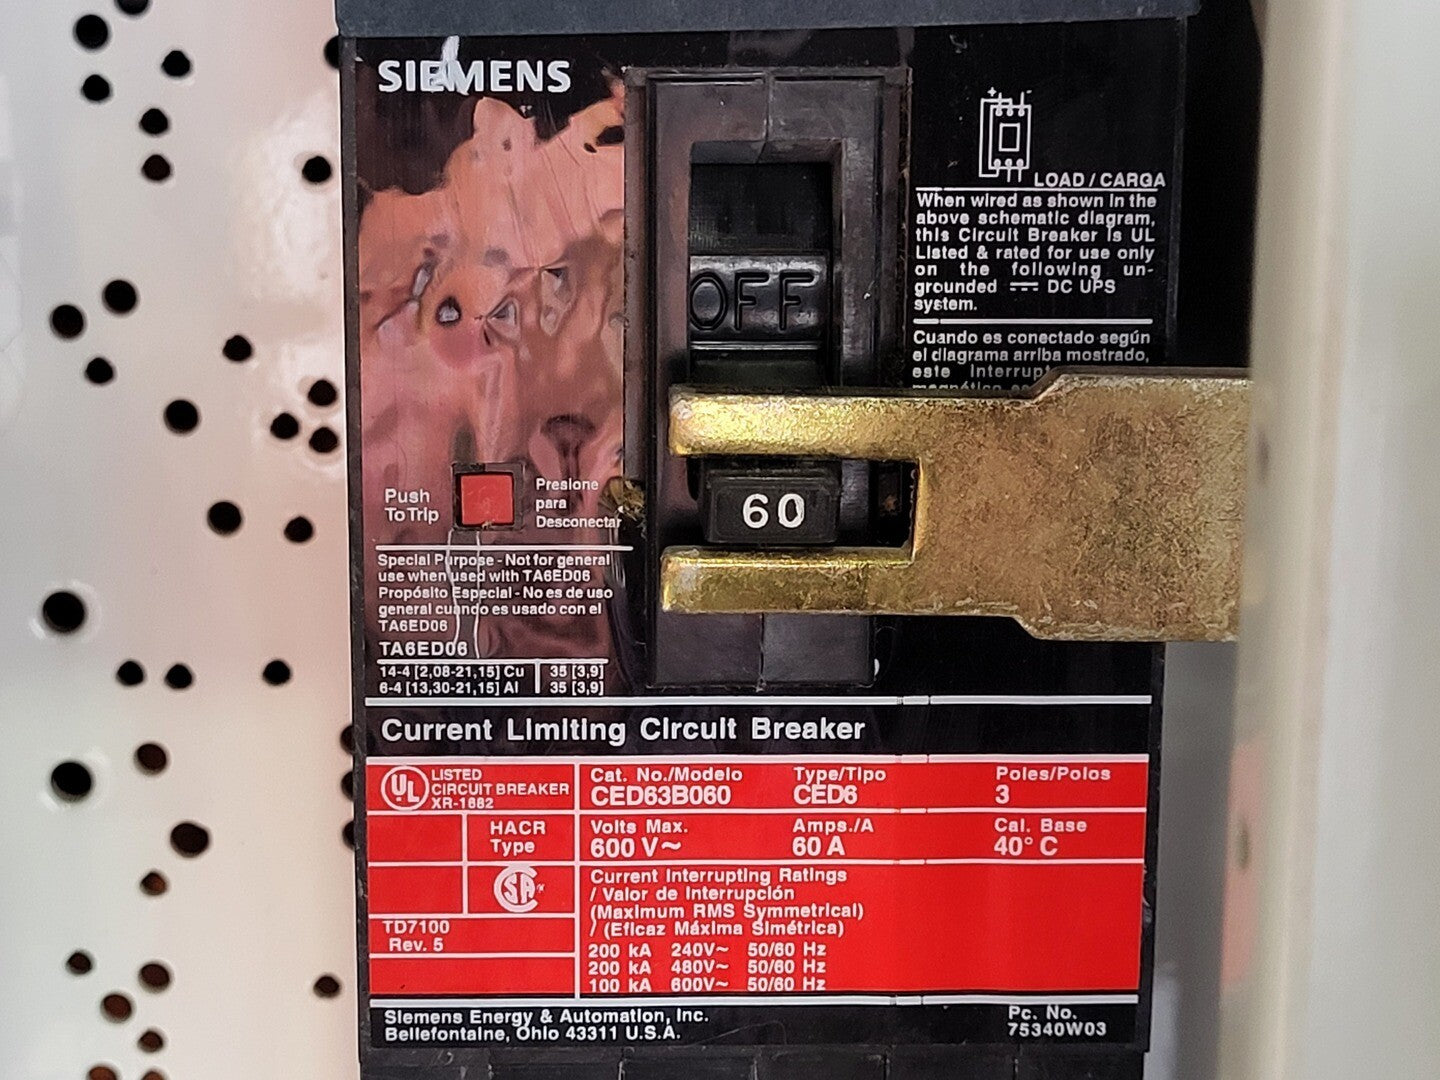 SIEMENS
OFF
60
LOAD / CARGA
When wired as shown in the
above schematic diagram,
this Circuit Breaker is UL
Listed & rated for use only
on the following un-
grounded DC UPS
system.
Cuando es conectado según
el diagrama arriba mostrado,
este
Push
To Trip
Presione
para
Desconectar
Special Purpose - Not for general
use when used with TA6ED06
Propósito Especial - No es de uso
general cuando es usado con el
TA6ED06
TA6ED06
14-4 [2,08-21,15] Cu 35 [3,9]
6-4 [13,30-21,15] Al 35 [3,9]
Current Limiting Circuit Breaker
UL LISTED
CIRCUIT BREAKER
XR-1682
Cat. No./Modelo Type/Tipo Poles/Polos
CED63B060 CED6 3
HACR
Type
Volts Max. Amps./A Cal. Base
600 V~ 60 A 40° C
SA
TD7100
Rev. 5
Current Interrupting Ratings
/ Valor de Interrupción
(Maximum RMS Symmetrical)
/ (Eficaz Máxima Simétrica)
200 kA 240V~ 50/60 Hz
200 kA 480V~ 50/60 Hz
100 kA 600V~ 50/60 Hz
Siemens Energy & Automation, Inc.
Bellefontaine, Ohio 43311 U.S.A.
Pc. No.
75340W03